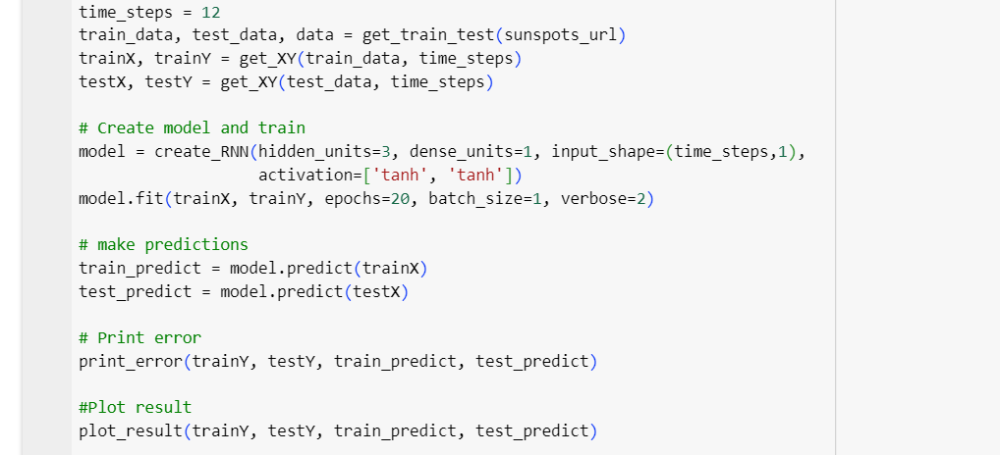 time_steps = 12
train_data, test_data, data = get_train_test(sunspots_url)
trainX, trainY = get_XY(train_data, time_steps)
testX, testY = get_XY(test_data, time_steps)
# Create model and train
model = create_RNN(hidden_units=3, dense_units=1, input_shape=(time_steps,1),
activation=['tanh', 'tanh'])
model.fit(trainX, trainY, epochs=20, batch_size=1, verbose=2)
# make predictions
train_predict = model.predict(trainX)
test_predict = model.predict(testX)
# Print error
print_error(trainY, testY, train_predict, test_predict)
#Plot result
plot_result(trainY, testY, train_predict, test_predict)